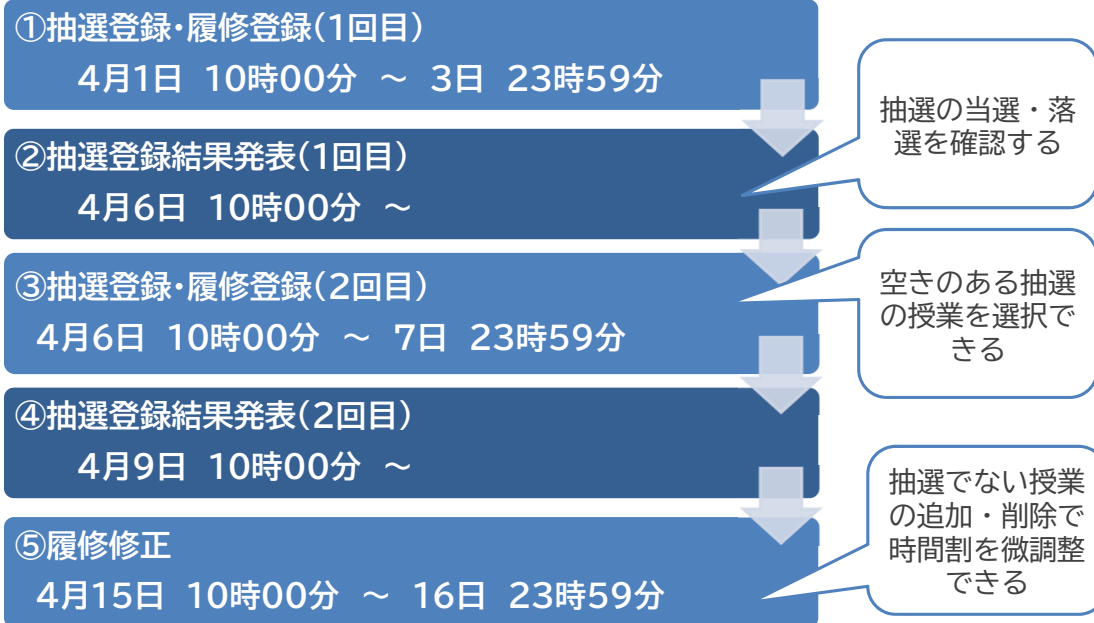 ①抽選登録・履修登録(1回目)
4月1日 10時00分 ～ 3日 23時59分
抽選の当選・落
選を確認する
②抽選登録結果発表(1回目)
4月6日 10時00分 ～
③抽選登録・履修登録(2回目)
4月6日 10時00分 ～ 7日 23時59分
空きのある抽選
の授業を選択で
きる
④抽選登録結果発表(2回目)
4月9日 10時00分 ～
⑤履修修正
4月15日 10時00分 ～ 16日 23時59分
抽選でない授業
の追加・削除で
時間割を微調整
できる